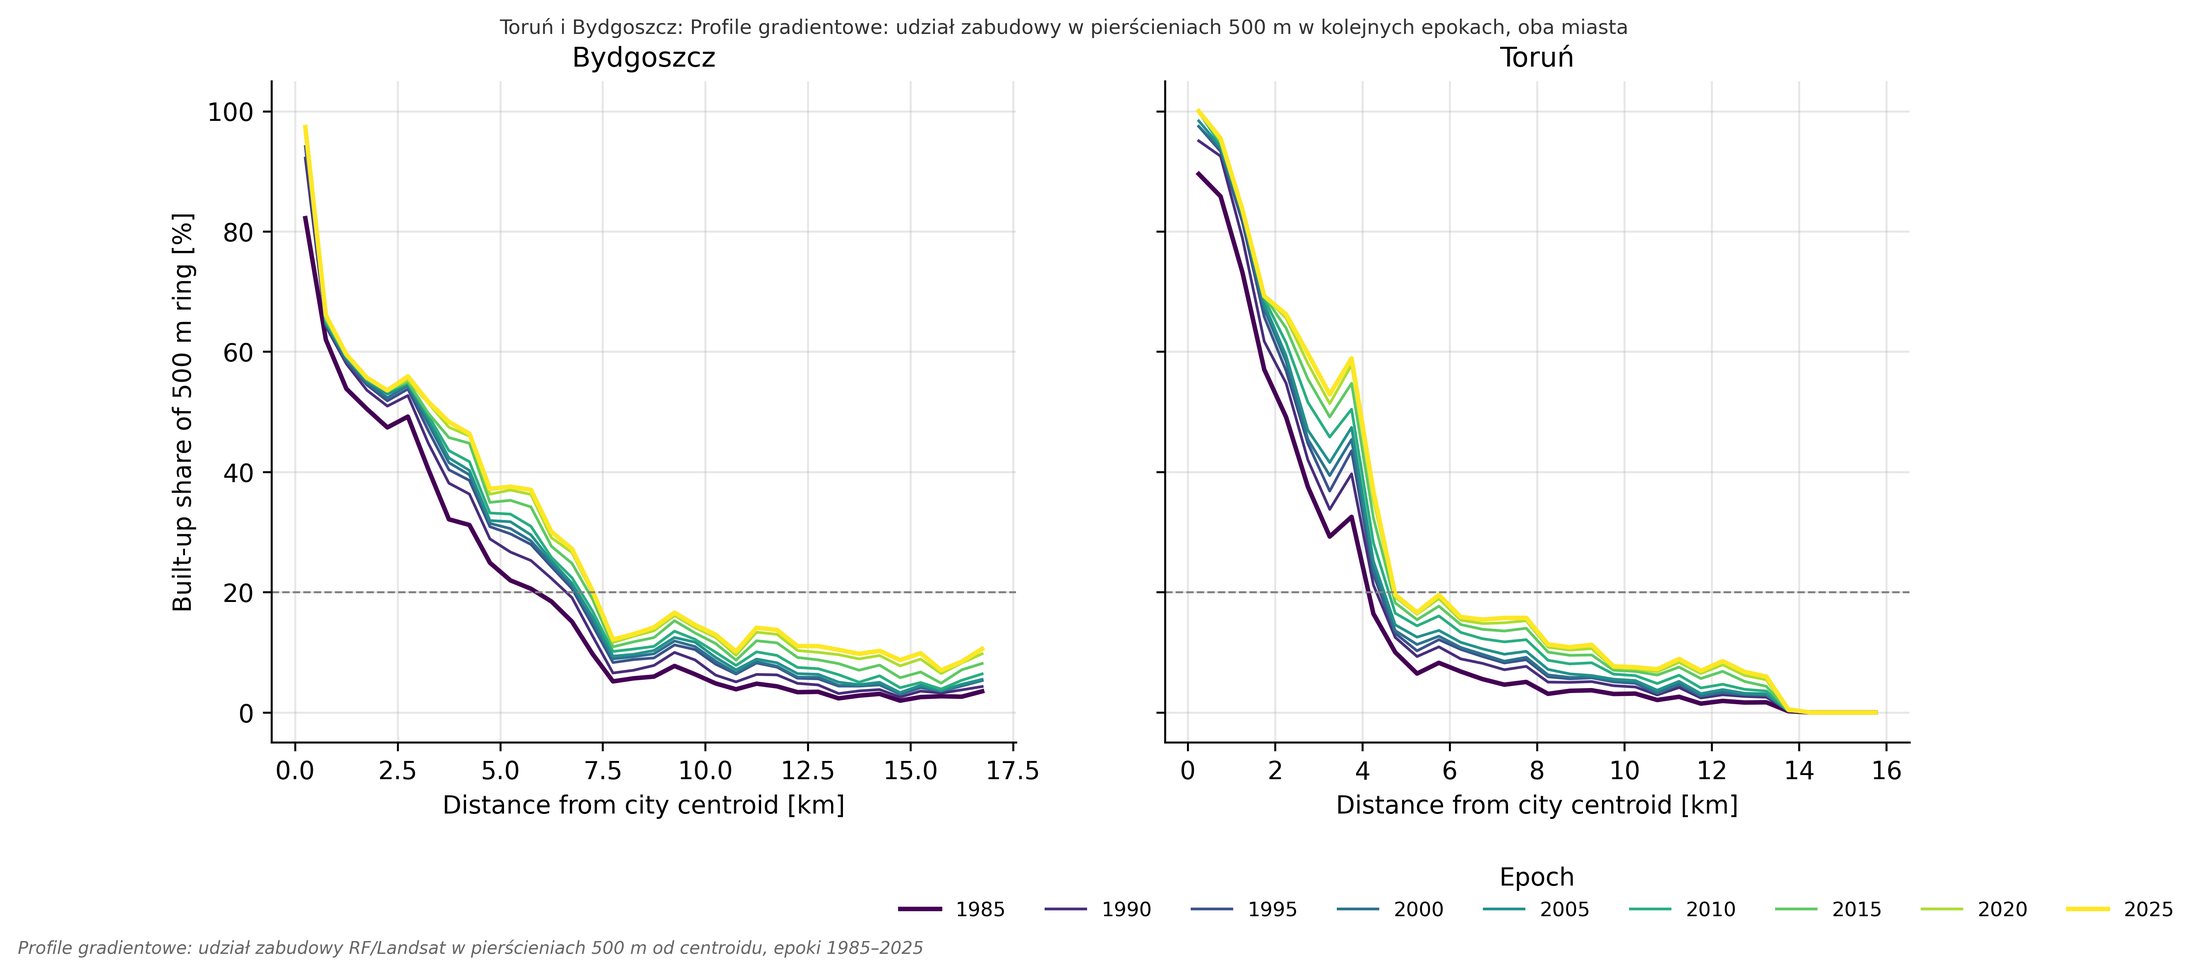 Toruń i Bydgoszcz: Profile gradientowe: udział zabudowy w pierścieniach 500 m w kolejnych epokach, oba miasta
Bydgoszcz
Toruń
Built-up share of 500 m ring [%]
100
80
60
40
20
0
0.0 2.5 5.0 7.5 10.0 12.5 15.0 17.5
0 2 4 6 8 10 12 14 16
Distance from city centroid [km]
Distance from city centroid [km]
Epoch
1985 1990 1995 2000 2005 2010 2015 2020 2025
Profile gradientowe: udział zabudowy RF/Landsat w pierścieniach 500 m od centroidu, epoki 1985–2025